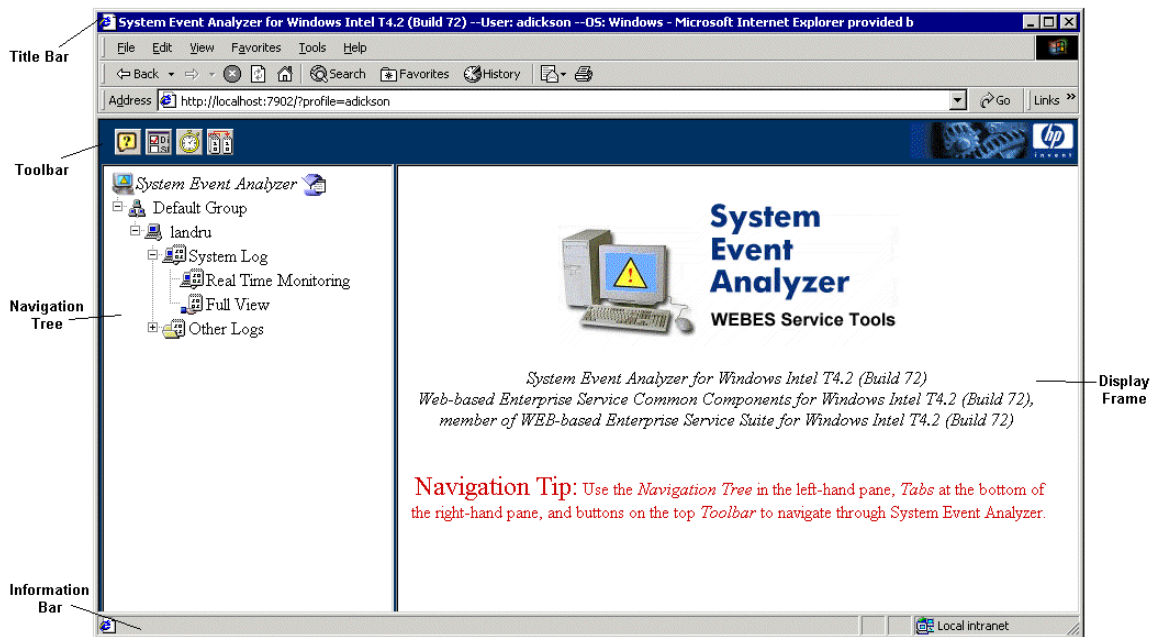 System Event Analyzer for Windows Intel T4.2 (Build 72) --User: adickson --OS: Windows - Microsoft Internet Explorer provided b
Title Bar
File Edit View Favorites Tools Help
Back Search Favorites History
Address http://localhost:7902/?profile=adickson Go Links »
Toolbar
hp
invent
System Event Analyzer
Default Group
landru
System Log
Real Time Monitoring
Full View
Other Logs
Navigation
Tree
System
Event
Analyzer
WEBES Service Tools
System Event Analyzer for Windows Intel T4.2 (Build 72)
Web-based Enterprise Service Common Components for Windows Intel T4.2 (Build 72),
member of WEB-based Enterprise Service Suite for Windows Intel T4.2 (Build 72)
Display
Frame
Navigation Tip: Use the Navigation Tree in the left-hand pane, Tabs at the bottom of
the right-hand pane, and buttons on the top Toolbar to navigate through System Event Analyzer.
Information
Bar
Local intranet